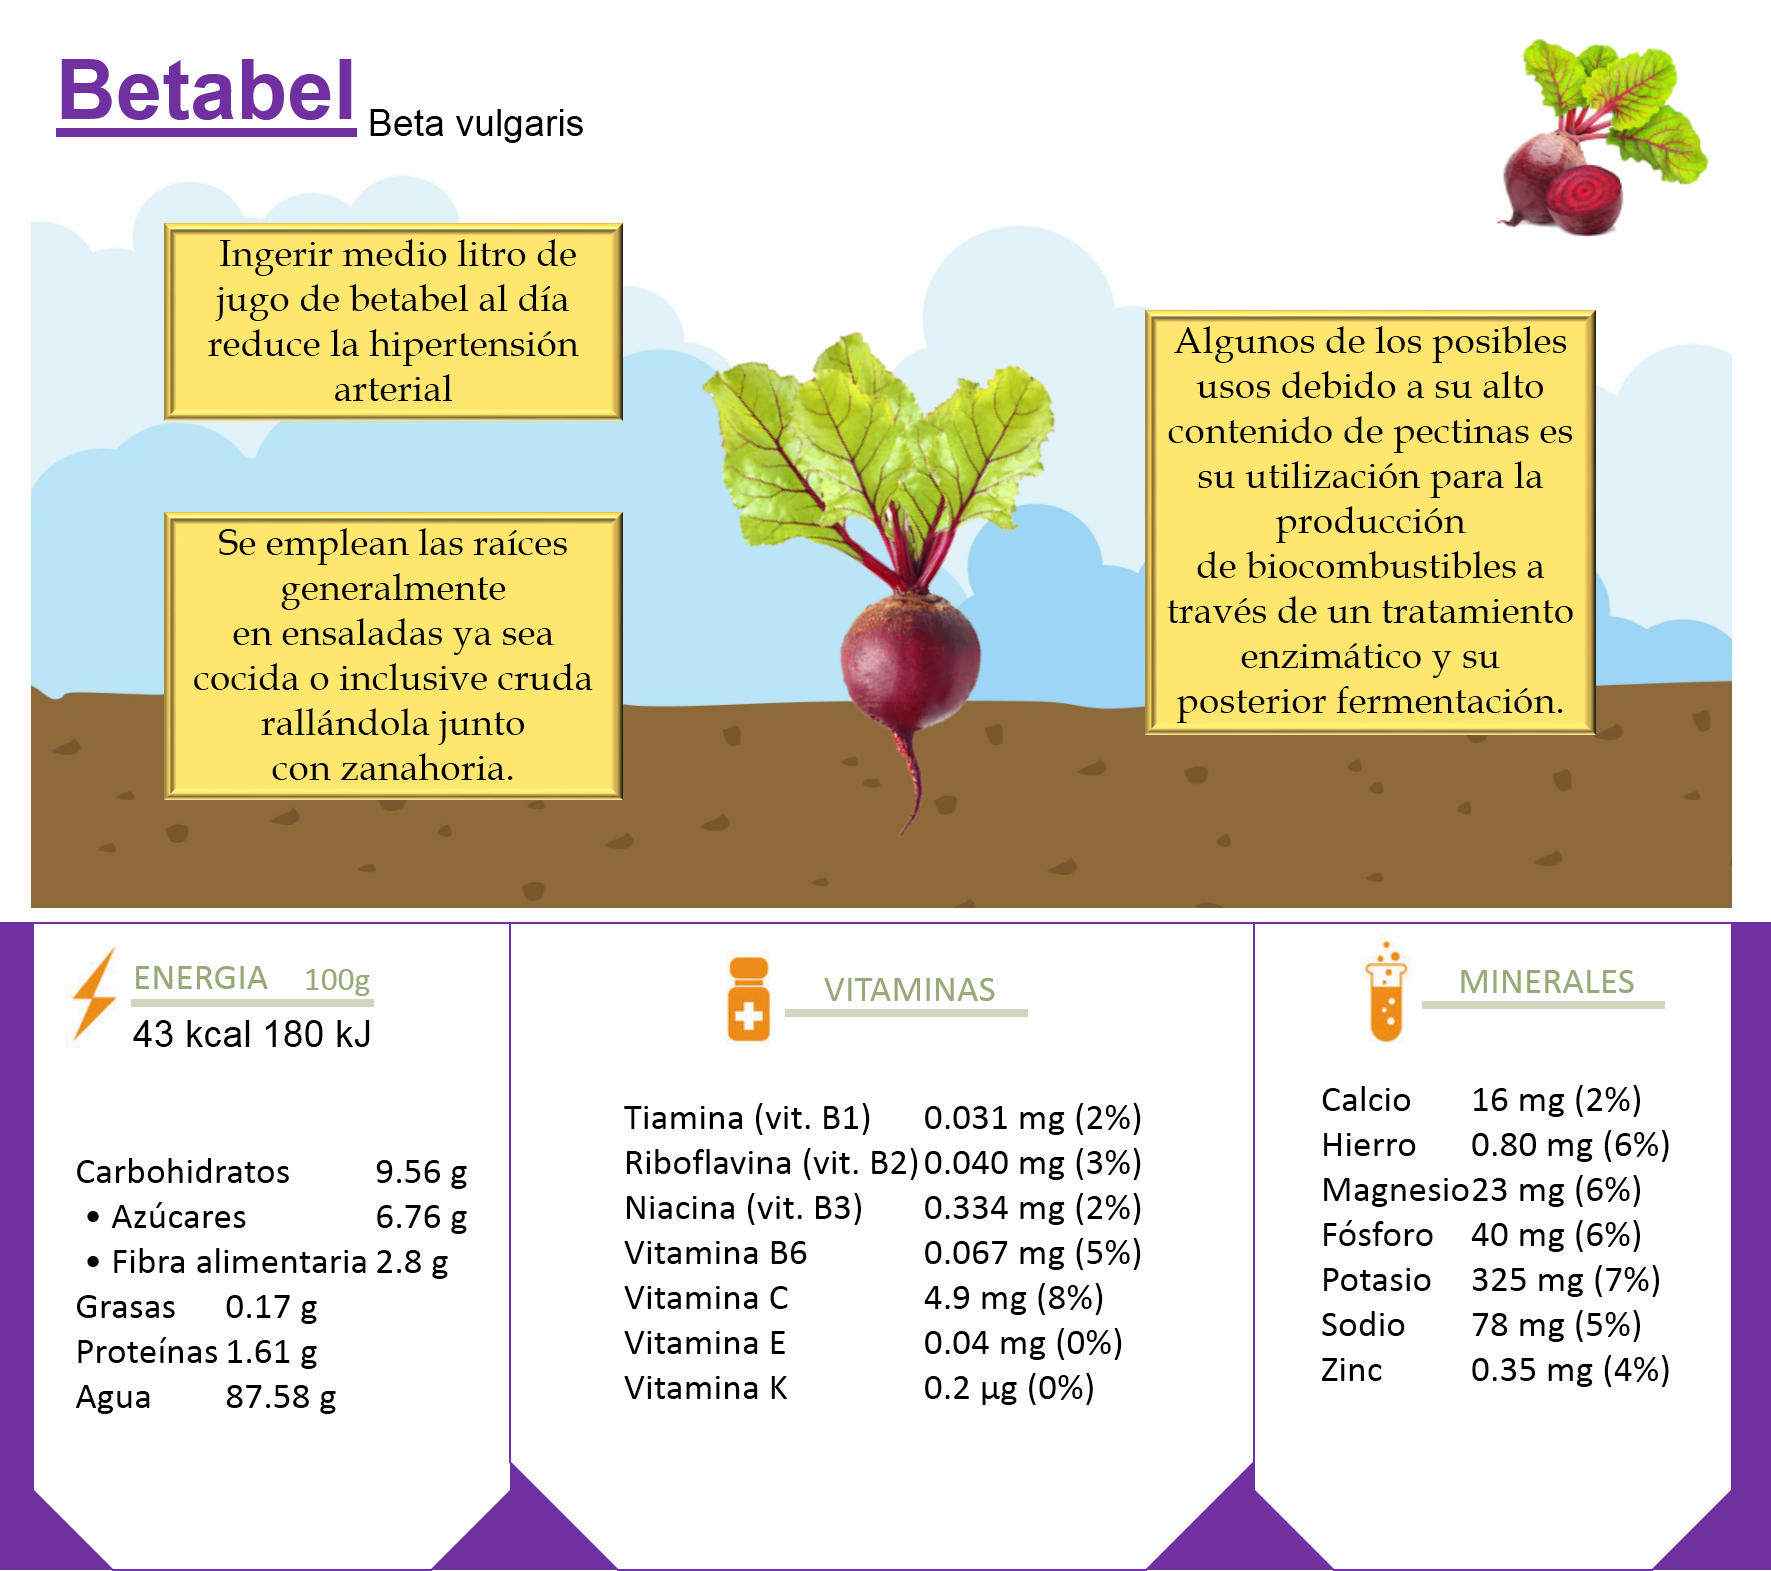 Betabel Beta vulgaris
Ingerir medio litro de
jugo de betabel al día
reduce la hipertensión
arterial
Se emplean las raíces
generalmente
en ensaladas ya sea
cocida o inclusive cruda
rallándola junto
con zanahoria.
Algunos de los posibles
usos debido a su alto
contenido de pectinas es
su utilización para la
producción
de biocombustibles a
través de un tratamiento
enzimático y su
posterior fermentación.
ENERGIA 100g
43 kcal 180 kJ
Carbohidratos 9.56 g
• Azúcares 6.76 g
• Fibra alimentaria 2.8 g
Grasas 0.17 g
Proteínas 1.61 g
Agua 87.58 g
VITAMINAS
Tiamina (vit. B1) 0.031 mg (2%)
Riboflavina (vit. B2) 0.040 mg (3%)
Niacina (vit. B3) 0.334 mg (2%)
Vitamina B6 0.067 mg (5%)
Vitamina C 4.9 mg (8%)
Vitamina E 0.04 mg (0%)
Vitamina K 0.2 μg (0%)
MINERALES
Calcio 16 mg (2%)
Hierro 0.80 mg (6%)
Magnesio 23 mg (6%)
Fósforo 40 mg (6%)
Potasio 325 mg (7%)
Sodio 78 mg (5%)
Zinc 0.35 mg (4%)